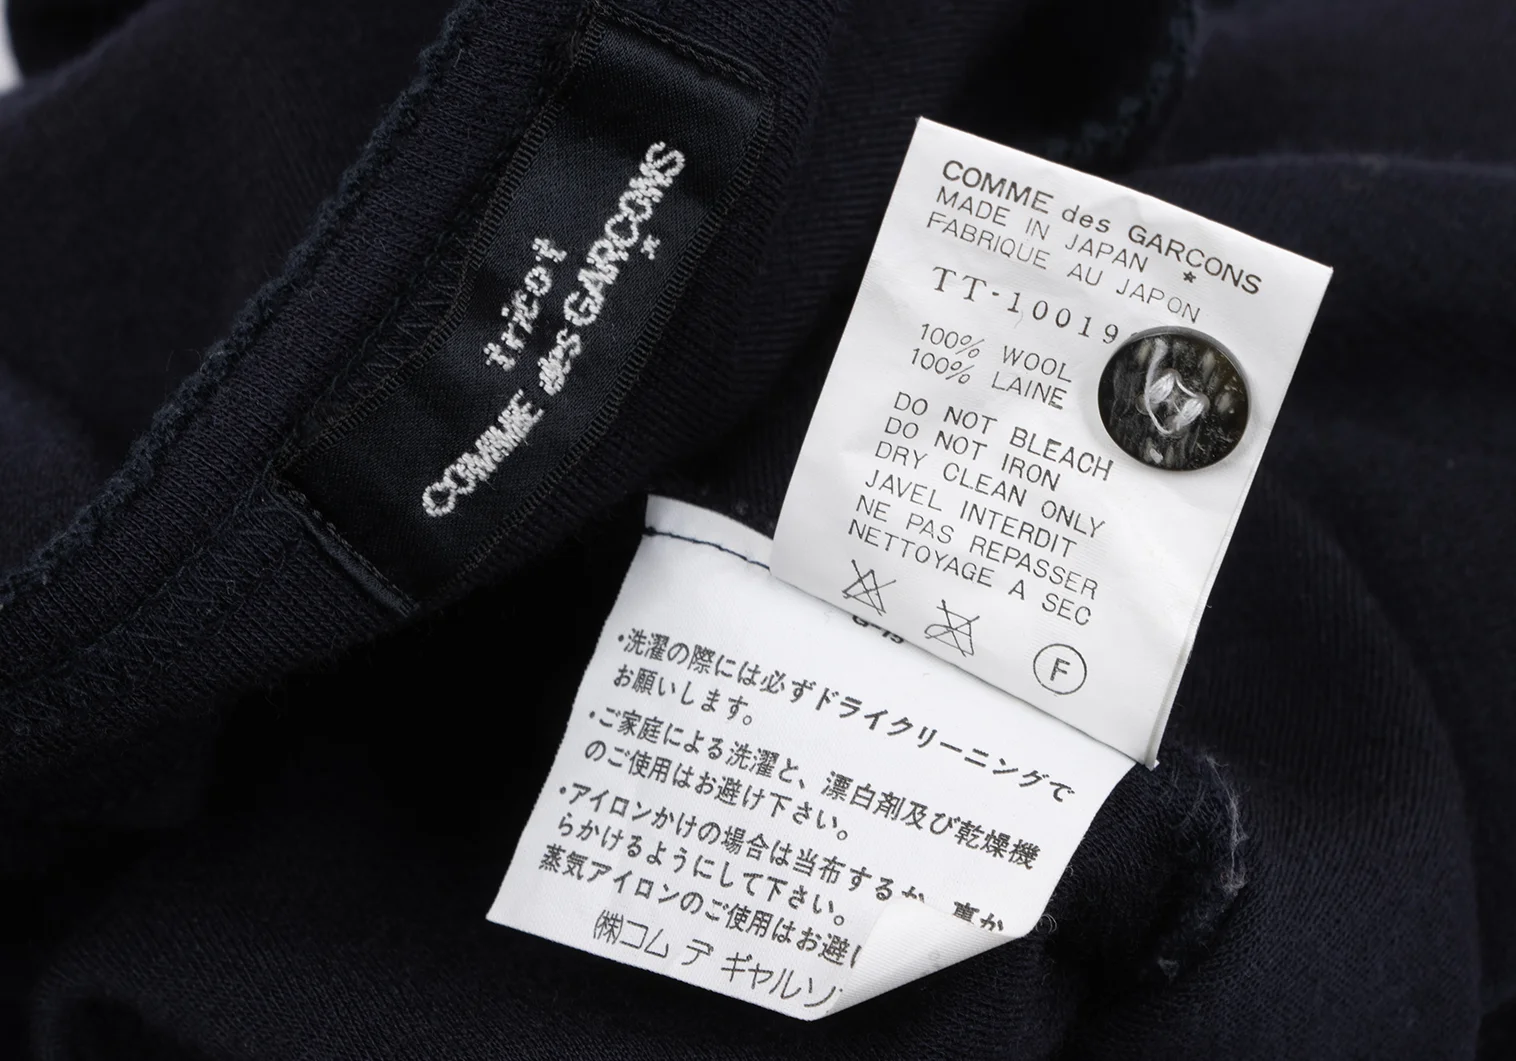 tricot
COMME des GARCONS
COMME des GARCONS
MADE IN JAPAN
FABRIQUE AU JAPON
TT-10019
100% WOOL
100% LAINE
DO NOT BLEACH
DO NOT IRON
DRY CLEAN ONLY
JAVEL INTERDIT
NE PAS REPASSER
NETTOYAGE A SEC
F
・洗濯の際には必ずドライクリーニングで
お願いします。
・ご家庭による洗濯と、漂白剤及び乾燥機
のご使用はお避け下さい。
・アイロンかけの場合は当布するか、裏か
らかけるようにして下さい。
蒸気アイロンのご使用はお避
㈱コム デ ギャルソ